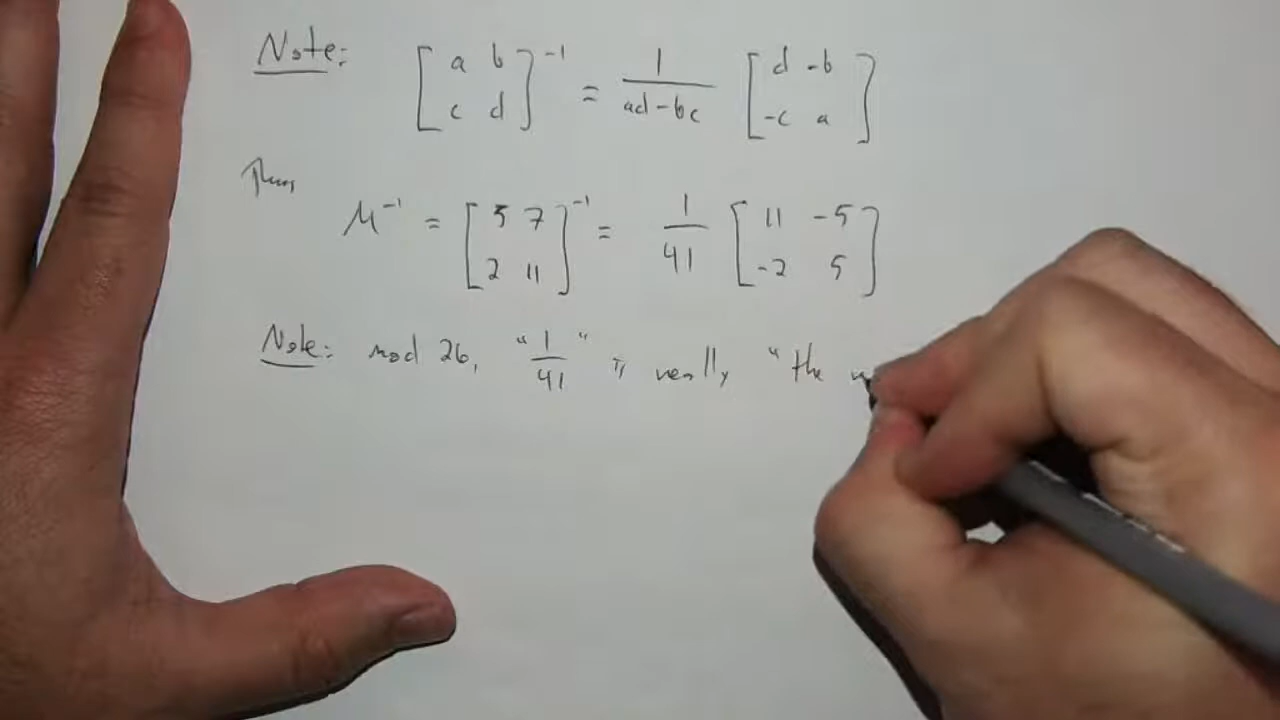 Note: [a b; c d]^-1 = 1/(ad-bc) [d -b; -c a]
Thus
M^-1 = [5 7; 2 11]^-1 = 1/41 [11 -5; -2 5]
Note: mod 26, "1/41" is really "the